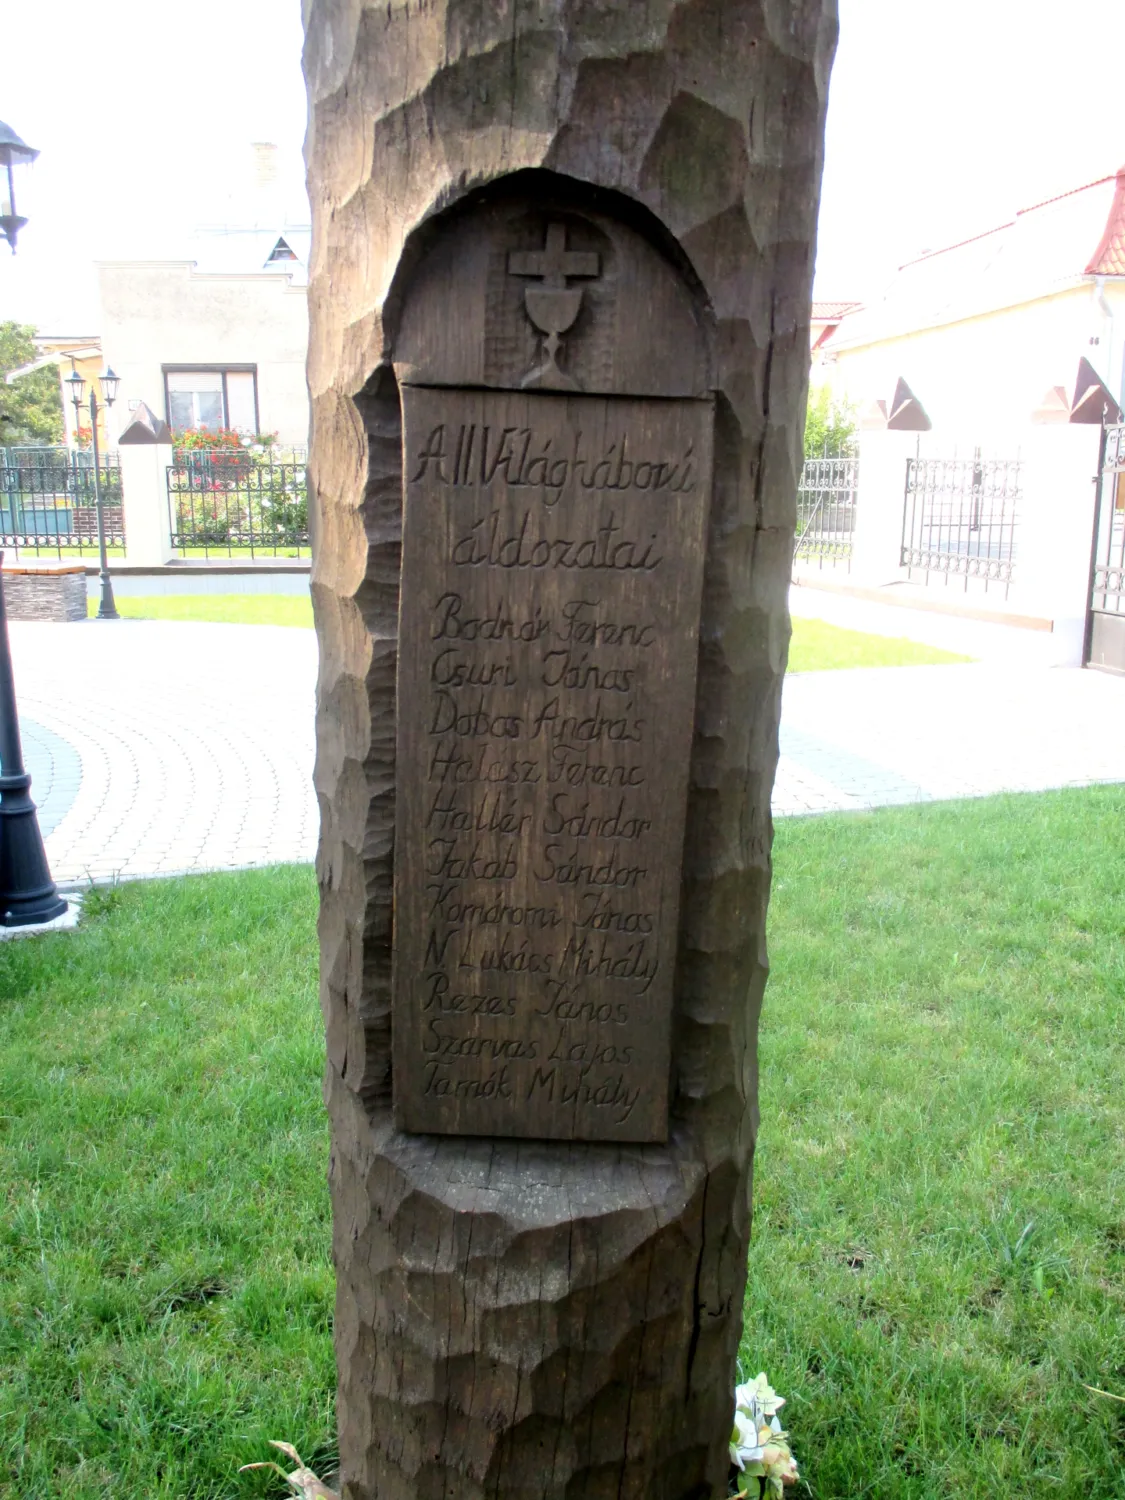 A II. Világháború
áldozatai
Bodnár Ferenc
Csuri János
Dobos András
Halász Ferenc
Hallér Sándor
Jakab Sándor
Komáromi János
N. Lukács Mihály
Rezes János
Szarvas Lajos
Tamók Mihály